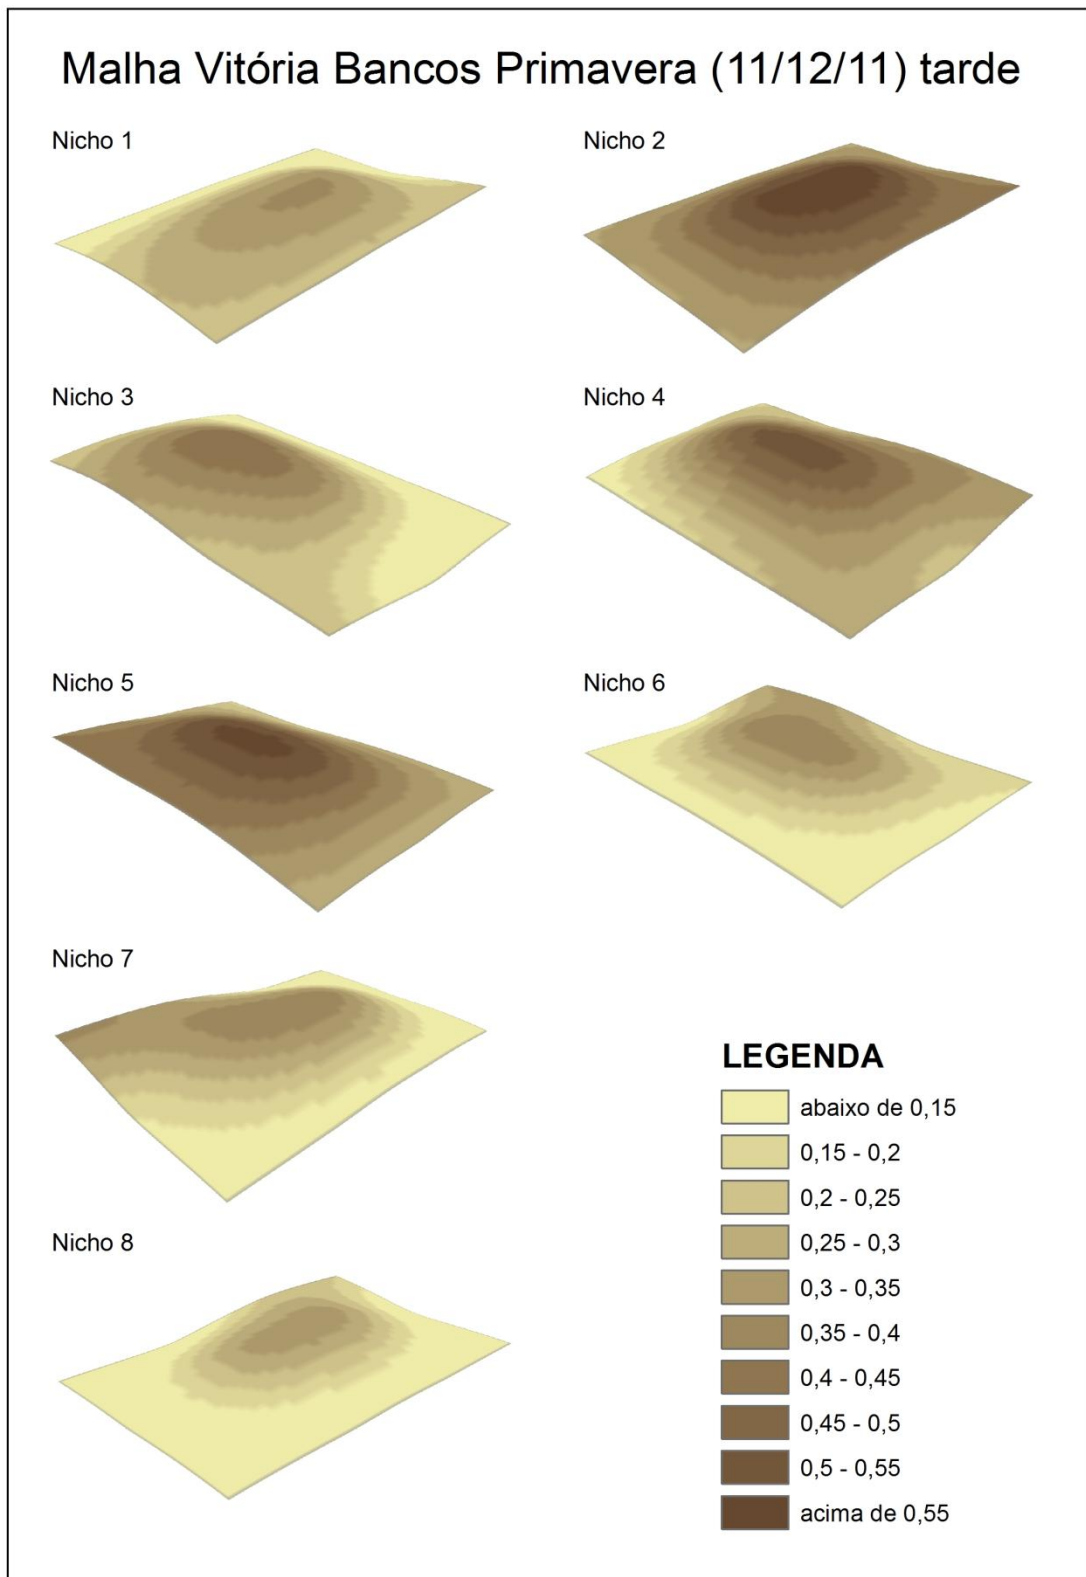 Malha Vitória Bancos Primavera (11/12/11) tarde
Nicho 1
Nicho 2
Nicho 3
Nicho 4
Nicho 5
Nicho 6
Nicho 7
Nicho 8
LEGENDA
abaixo de 0,15
0,15 - 0,2
0,2 - 0,25
0,25 - 0,3
0,3 - 0,35
0,35 - 0,4
0,4 - 0,45
0,45 - 0,5
0,5 - 0,55
acima de 0,55